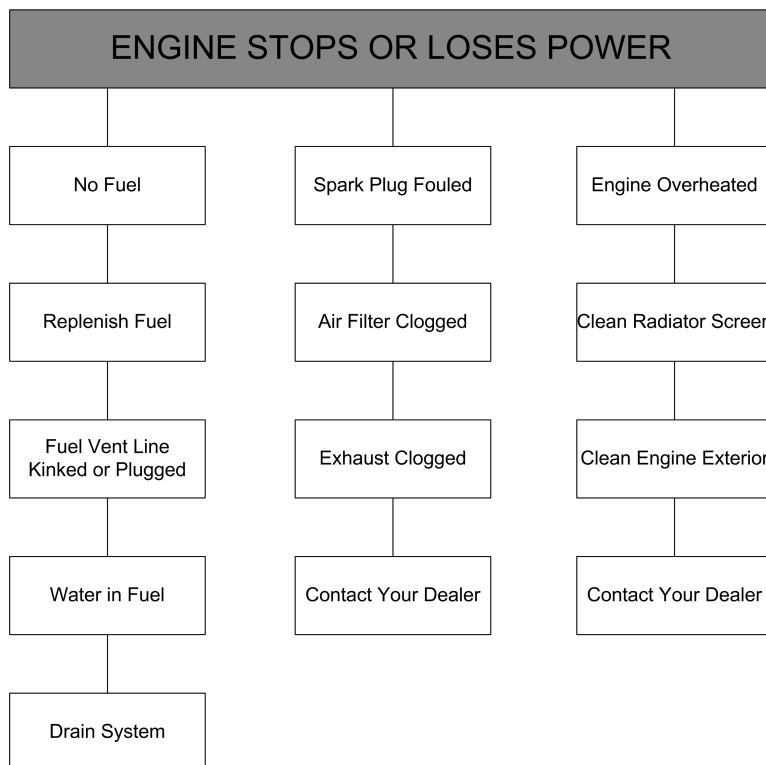 ENGINE STOPS OR LOSES POWER
No Fuel
Spark Plug Fouled
Engine Overheated
Replenish Fuel
Air Filter Clogged
Clean Radiator Screen
Fuel Vent Line
Kinked or Plugged
Exhaust Clogged
Clean Engine Exterior
Water in Fuel
Contact Your Dealer
Contact Your Dealer
Drain System